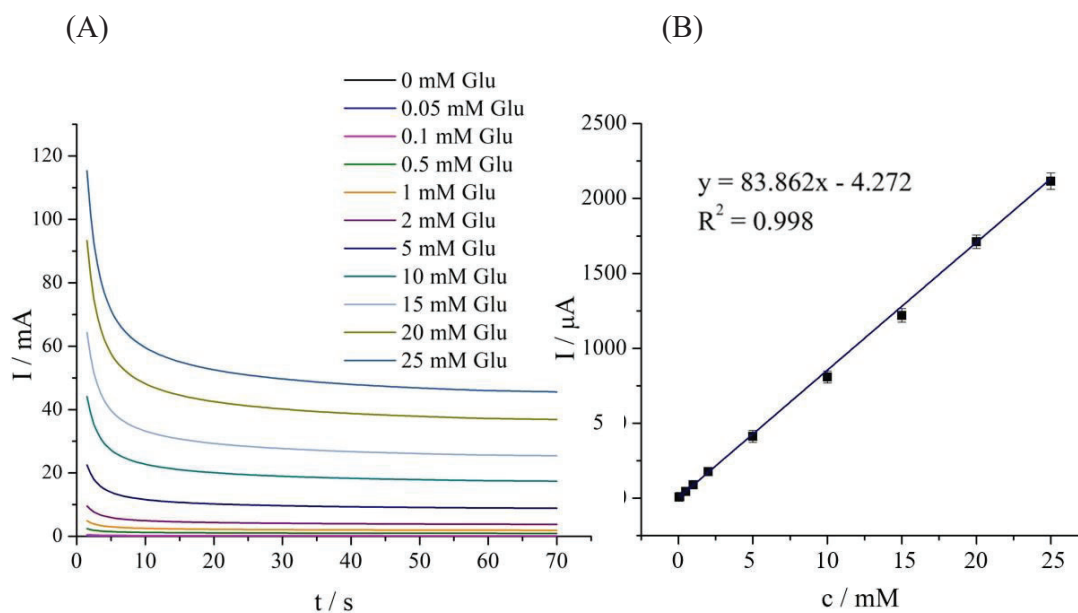 (A)
(B)
0 mM Glu
0.05 mM Glu
0.1 mM Glu
0.5 mM Glu
1 mM Glu
2 mM Glu
5 mM Glu
10 mM Glu
15 mM Glu
20 mM Glu
25 mM Glu
I / mA
120
100
80
60
40
20
0
0
10
20
30
40
50
60
70
t / s
y = 83.862x - 4.272
R² = 0.998
I / μA
2500
2000
1500
1000
5
0
0
5
10
15
20
25
c / mM